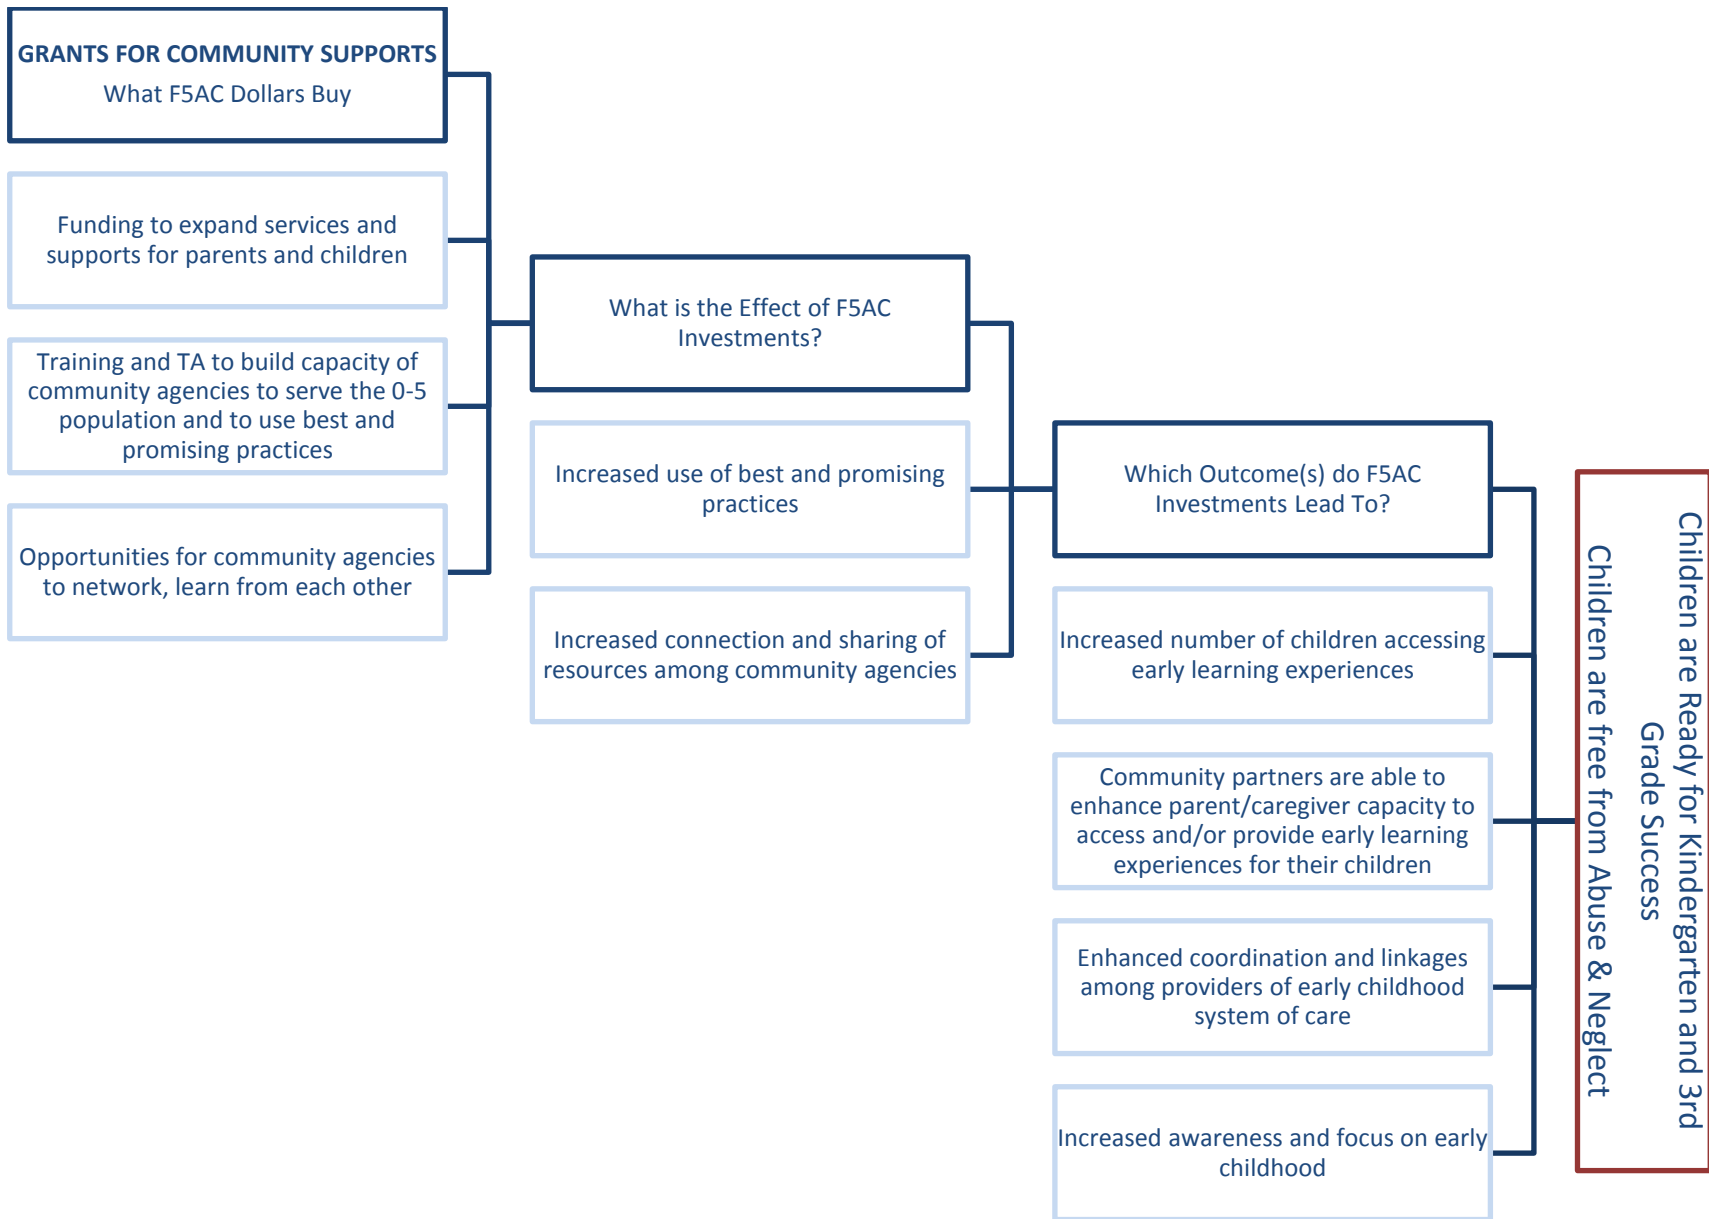 GRANTS FOR COMMUNITY SUPPORTS
What F5AC Dollars Buy
Funding to expand services and
supports for parents and children
Training and TA to build capacity of
community agencies to serve the 0-5
population and to use best and
promising practices
Opportunities for community agencies
to network, learn from each other
What is the Effect of F5AC
Investments?
Increased use of best and promising
practices
Increased connection and sharing of
resources among community agencies
Which Outcome(s) do F5AC
Investments Lead To?
Increased number of children accessing
early learning experiences
Community partners are able to
enhance parent/caregiver capacity to
access and/or provide early learning
experiences for their children
Enhanced coordination and linkages
among providers of early childhood
system of care
Increased awareness and focus on early
childhood
Children are Ready for Kindergarten and 3rd
Grade Success
Children are free from Abuse & Neglect